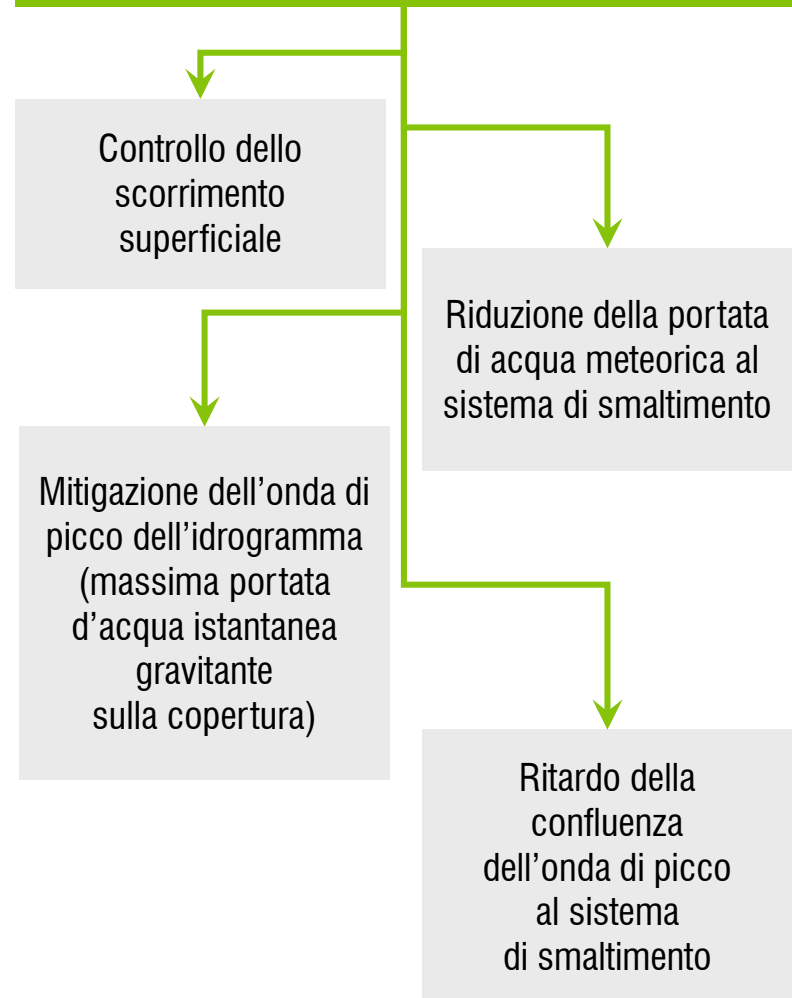 Controllo dello
scorrimento
superficiale
Riduzione della portata
di acqua meteorica al
sistema di smaltimento
Mitigazione dell’onda di
picco dell’idrogramma
(massima portata
d’acqua istantanea
gravitante
sulla copertura)
Ritardo della
confluenza
dell’onda di picco
al sistema
di smaltimento